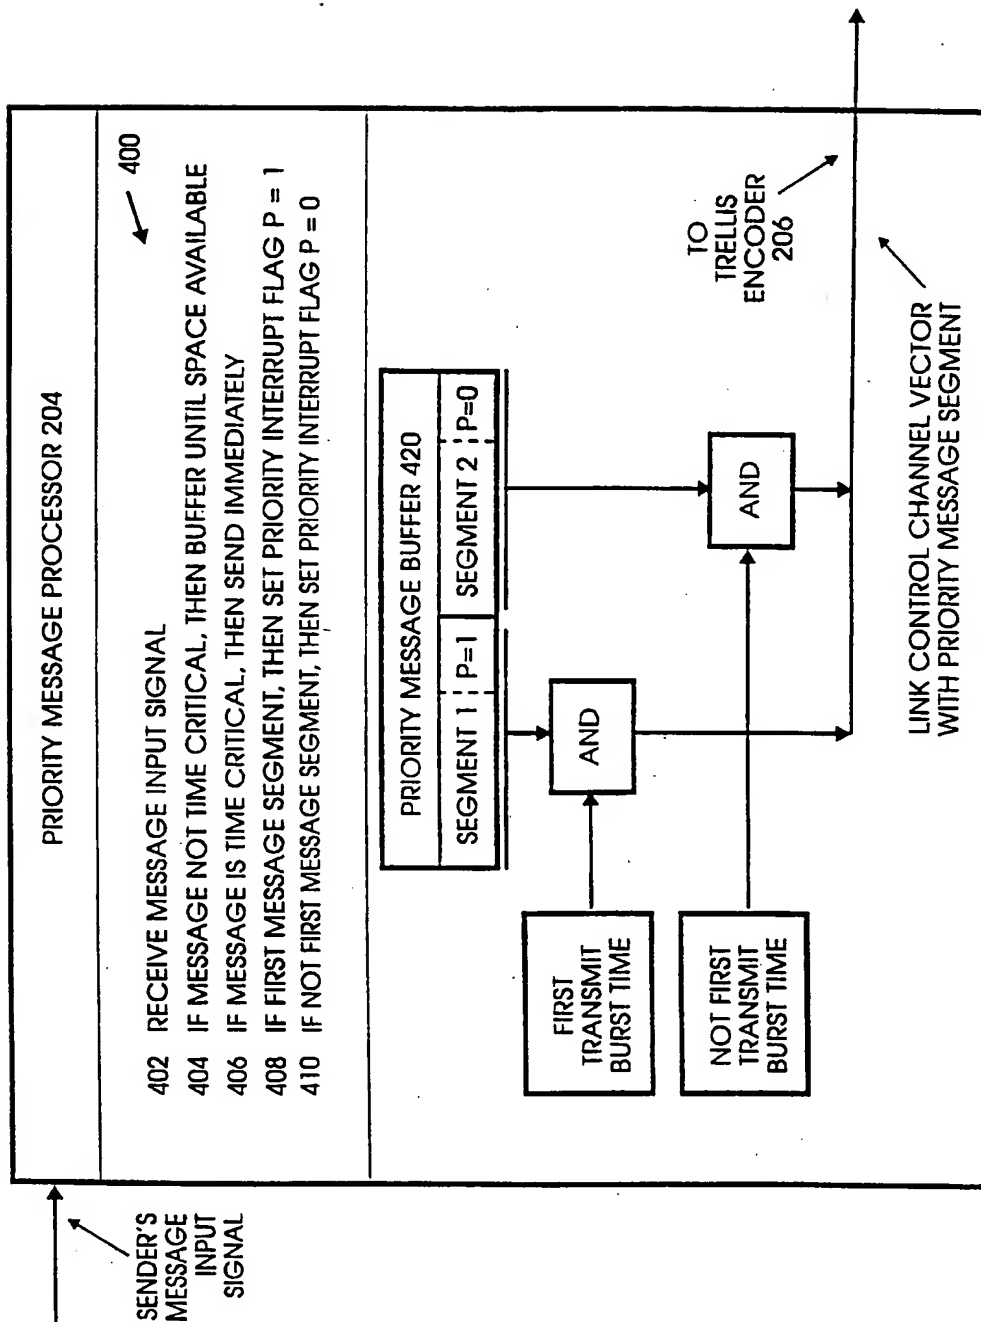 PRIORITY MESSAGE PROCESSOR 204
SENDER'S
MESSAGE
INPUT
SIGNAL
400
402 RECEIVE MESSAGE INPUT SIGNAL
404 IF MESSAGE NOT TIME CRITICAL, THEN BUFFER UNTIL SPACE AVAILABLE
406 IF MESSAGE IS TIME CRITICAL, THEN SEND IMMEDIATELY
408 IF FIRST MESSAGE SEGMENT, THEN SET PRIORITY INTERRUPT FLAG P = 1
410 IF NOT FIRST MESSAGE SEGMENT, THEN SET PRIORITY INTERRUPT FLAG P = 0
PRIORITY MESSAGE BUFFER 420
SEGMENT 1 P=1 SEGMENT 2 P=0
FIRST
TRANSMIT
BURST TIME
AND
NOT FIRST
TRANSMIT
BURST TIME
AND
TO
TRELLIS
ENCODER
206
LINK CONTROL CHANNEL VECTOR
WITH PRIORITY MESSAGE SEGMENT